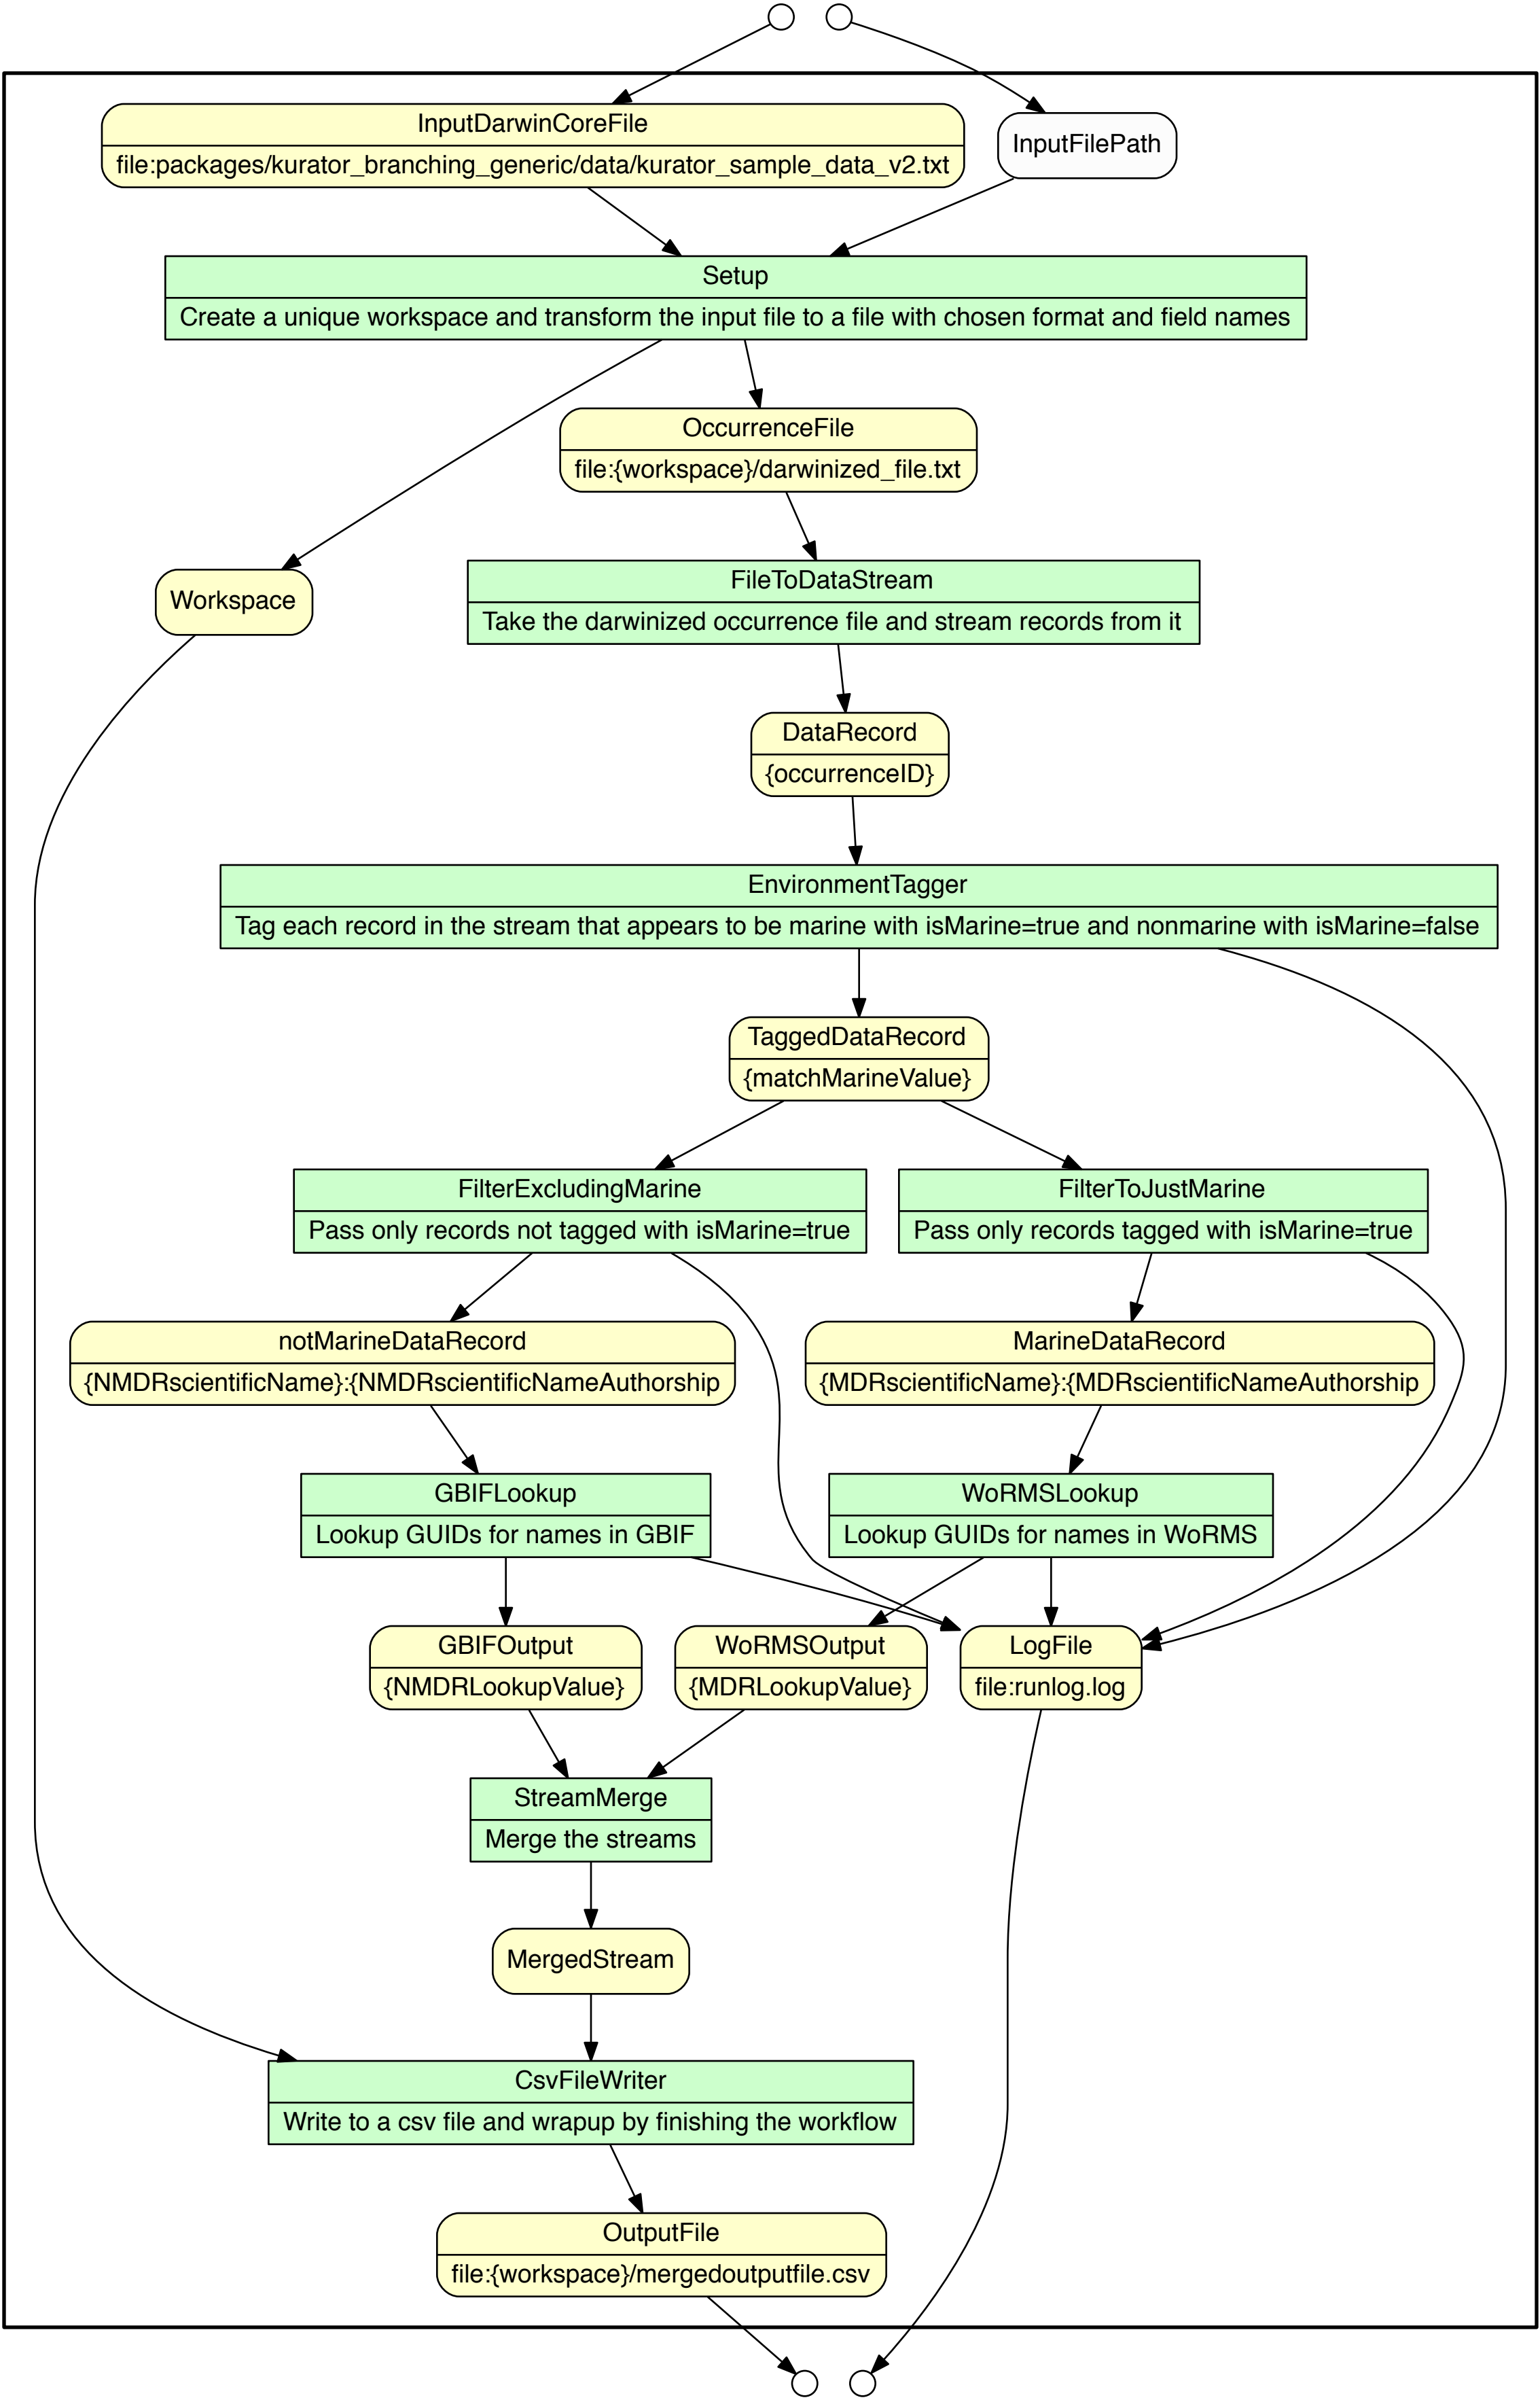 InputDarwinCoreFile
file:packages/kurator_branching_generic/data/kurator_sample_data_v2.txt
InputFilePath
Setup
Create a unique workspace and transform the input file to a file with chosen format and field names
OccurrenceFile
file:{workspace}/darwinized_file.txt
Workspace
FileToDataStream
Take the darwinized occurrence file and stream records from it
DataRecord
{occurrenceID}
EnvironmentTagger
Tag each record in the stream that appears to be marine with isMarine=true and nonmarine with isMarine=false
TaggedDataRecord
{matchMarineValue}
FilterExcludingMarine
Pass only records not tagged with isMarine=true
FilterToJustMarine
Pass only records tagged with isMarine=true
notMarineDataRecord
{NMDRscientificName}:{NMDRscientificNameAuthorship
MarineDataRecord
{MDRscientificName}:{MDRscientificNameAuthorship
GBIFLookup
Lookup GUIDs for names in GBIF
WoRMSLookup
Lookup GUIDs for names in WoRMS
GBIFOutput
{NMDRLookupValue}
WoRMSOutput
{MDRLookupValue}
LogFile
file:runlog.log
StreamMerge
Merge the streams
MergedStream
CsvFileWriter
Write to a csv file and wrapup by finishing the workflow
OutputFile
file:{workspace}/mergedoutputfile.csv